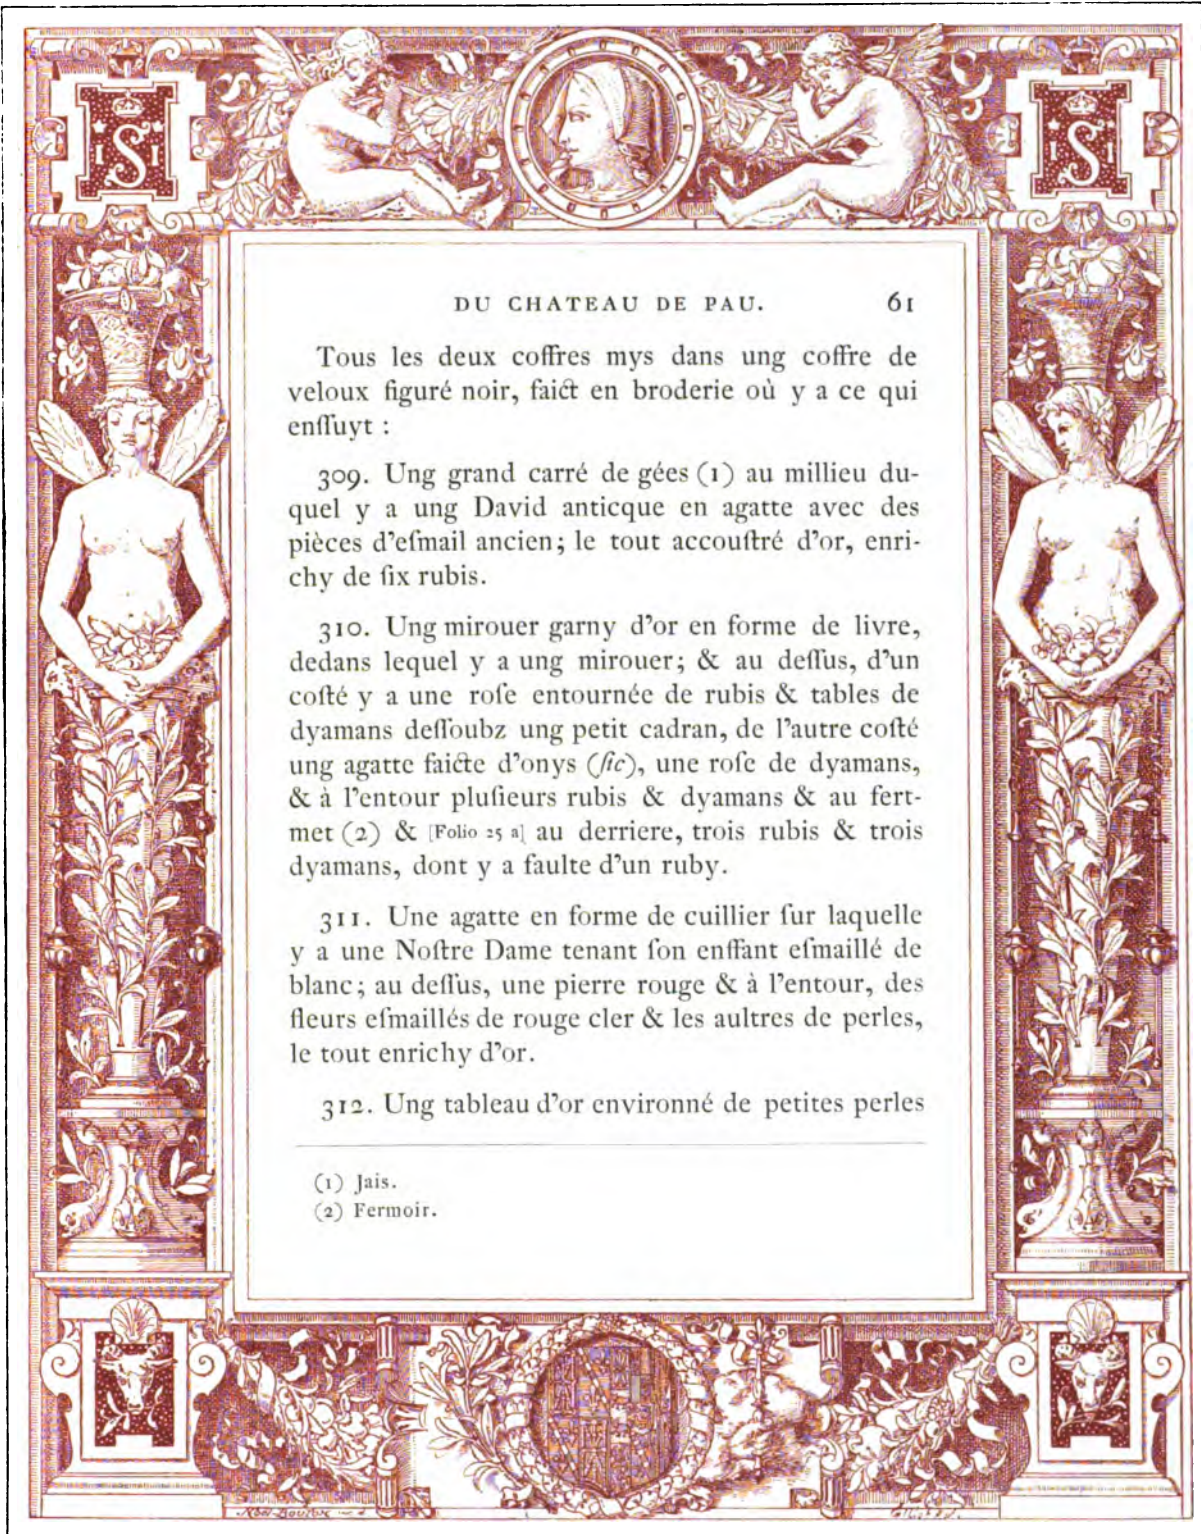 DU CHATEAU DE PAU. 61
Tous les deux coffres mys dans ung coffre de
veloux figuré noir, faict en broderie où y a ce qui
enſſuyt :
309. Ung grand carré de gées (1) au millieu du-
quel y a ung David anticque en agatte avec des
pièces d'eſmail ancien; le tout accouſtré d'or, enri-
chy de ſix rubis.
310. Ung mirouer garny d'or en forme de livre,
dedans lequel y a ung mirouer; & au deſſus, d'un
coſté y a une roſe entournée de rubis & tables de
dyamans deſſoubz ung petit cadran, de l'autre coſté
ung agatte faicte d'onys (ſic), une roſe de dyamans,
& à l'entour pluſieurs rubis & dyamans & au fert-
met (2) & [Folio 25 a] au derriere, trois rubis & trois
dyamans, dont y a faulte d'un ruby.
311. Une agatte en forme de cuillier ſur laquelle
y a une Noſtre Dame tenant ſon enffant eſmaillé de
blanc; au deſſus, une pierre rouge & à l'entour, des
fleurs eſmaillés de rouge cler & les aultres de perles,
le tout enrichy d'or.
312. Ung tableau d'or environné de petites perles
(1) Jais.
(2) Fermoir.